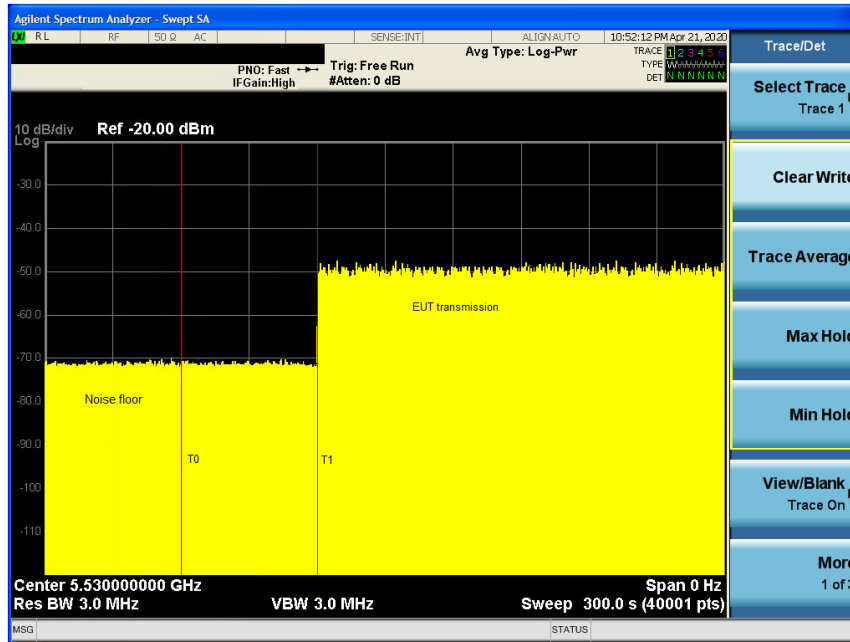 Agilent Spectrum Analyzer - Swept SA
LXI RL RF 50 Ω AC SENSE:INT ALIGN AUTO 10:52:12 PM Apr 21, 2020
Trace/Det
Avg Type: Log-Pwr
TRACE 1 2 3 4 5 6
PNO: Fast Trig: Free Run
TYPE
IFGain:High #Atten: 0 dB
DET N N N N N N
Select Trace
Trace 1
10 dB/div Ref -20.00 dBm
Log
-30.0
-40.0
-50.0
-60.0
-70.0
-80.0
-90.0
-100
-110
EUT transmission
Noise floor
T0
T1
Clear Write
Trace Average
Max Hold
Min Hold
View/Blank
Trace On
More
1 of 3
Center 5.530000000 GHz Span 0 Hz
Res BW 3.0 MHz VBW 3.0 MHz Sweep 300.0 s (40001 pts)
MSG STATUS